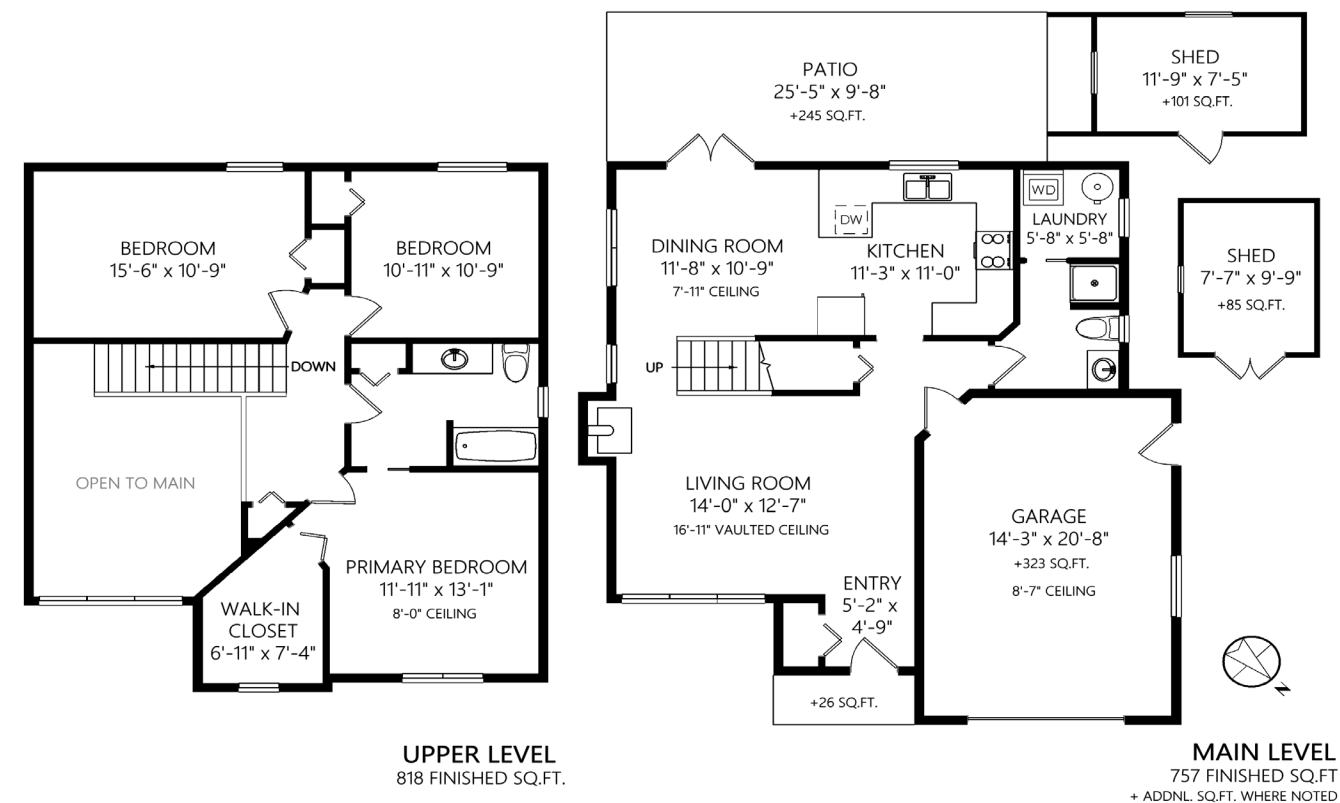 BEDROOM
15'-6" x 10'-9"
BEDROOM
10'-11" x 10'-9"
DOWN
OPEN TO MAIN
PRIMARY BEDROOM
11'-11" x 13'-1"
8'-0" CEILING
WALK-IN
CLOSET
6'-11" x 7'-4"
UPPER LEVEL
818 FINISHED SQ.FT.
PATIO
25'-5" x 9'-8"
+245 SQ.FT.
SHED
11'-9" x 7'-5"
+101 SQ.FT.
DINING ROOM
11'-8" x 10'-9"
7'-11" CEILING
DW
KITCHEN
11'-3" x 11'-0"
WD
LAUNDRY
5'-8" x 5'-8"
SHED
7'-7" x 9'-9"
+85 SQ.FT.
UP
LIVING ROOM
14'-0" x 12'-7"
16'-11" VAULTED CEILING
GARAGE
14'-3" x 20'-8"
+323 SQ.FT.
8'-7" CEILING
ENTRY
5'-2" x
4'-9"
+26 SQ.FT.
N
MAIN LEVEL
757 FINISHED SQ.FT
+ ADDNL. SQ.FT. WHERE NOTED